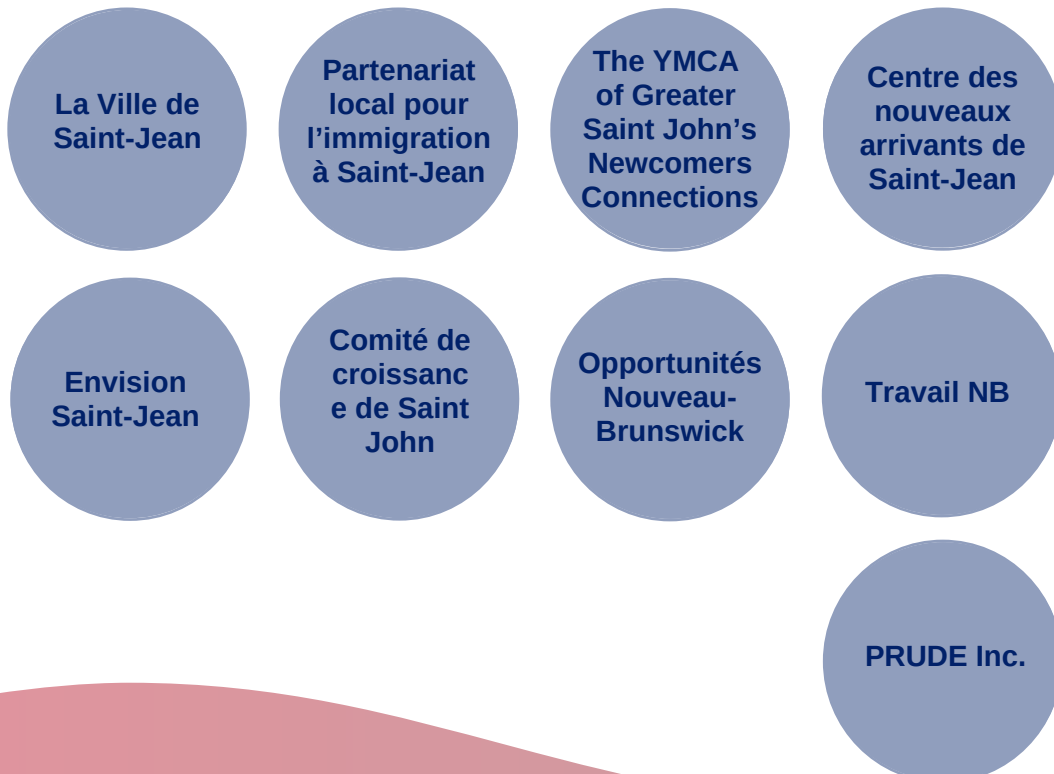 La Ville de
Saint-Jean
Partenariat
local pour
l’immigration
à Saint-Jean
The YMCA
of Greater
Saint John’s
Newcomers
Connections
Centre des
nouveaux
arrivants de
Saint-Jean
Envision
Saint-Jean
Comité de
croissanc
e de Saint
John
Opportunités
Nouveau-
Brunswick
Travail NB
PRUDE Inc.